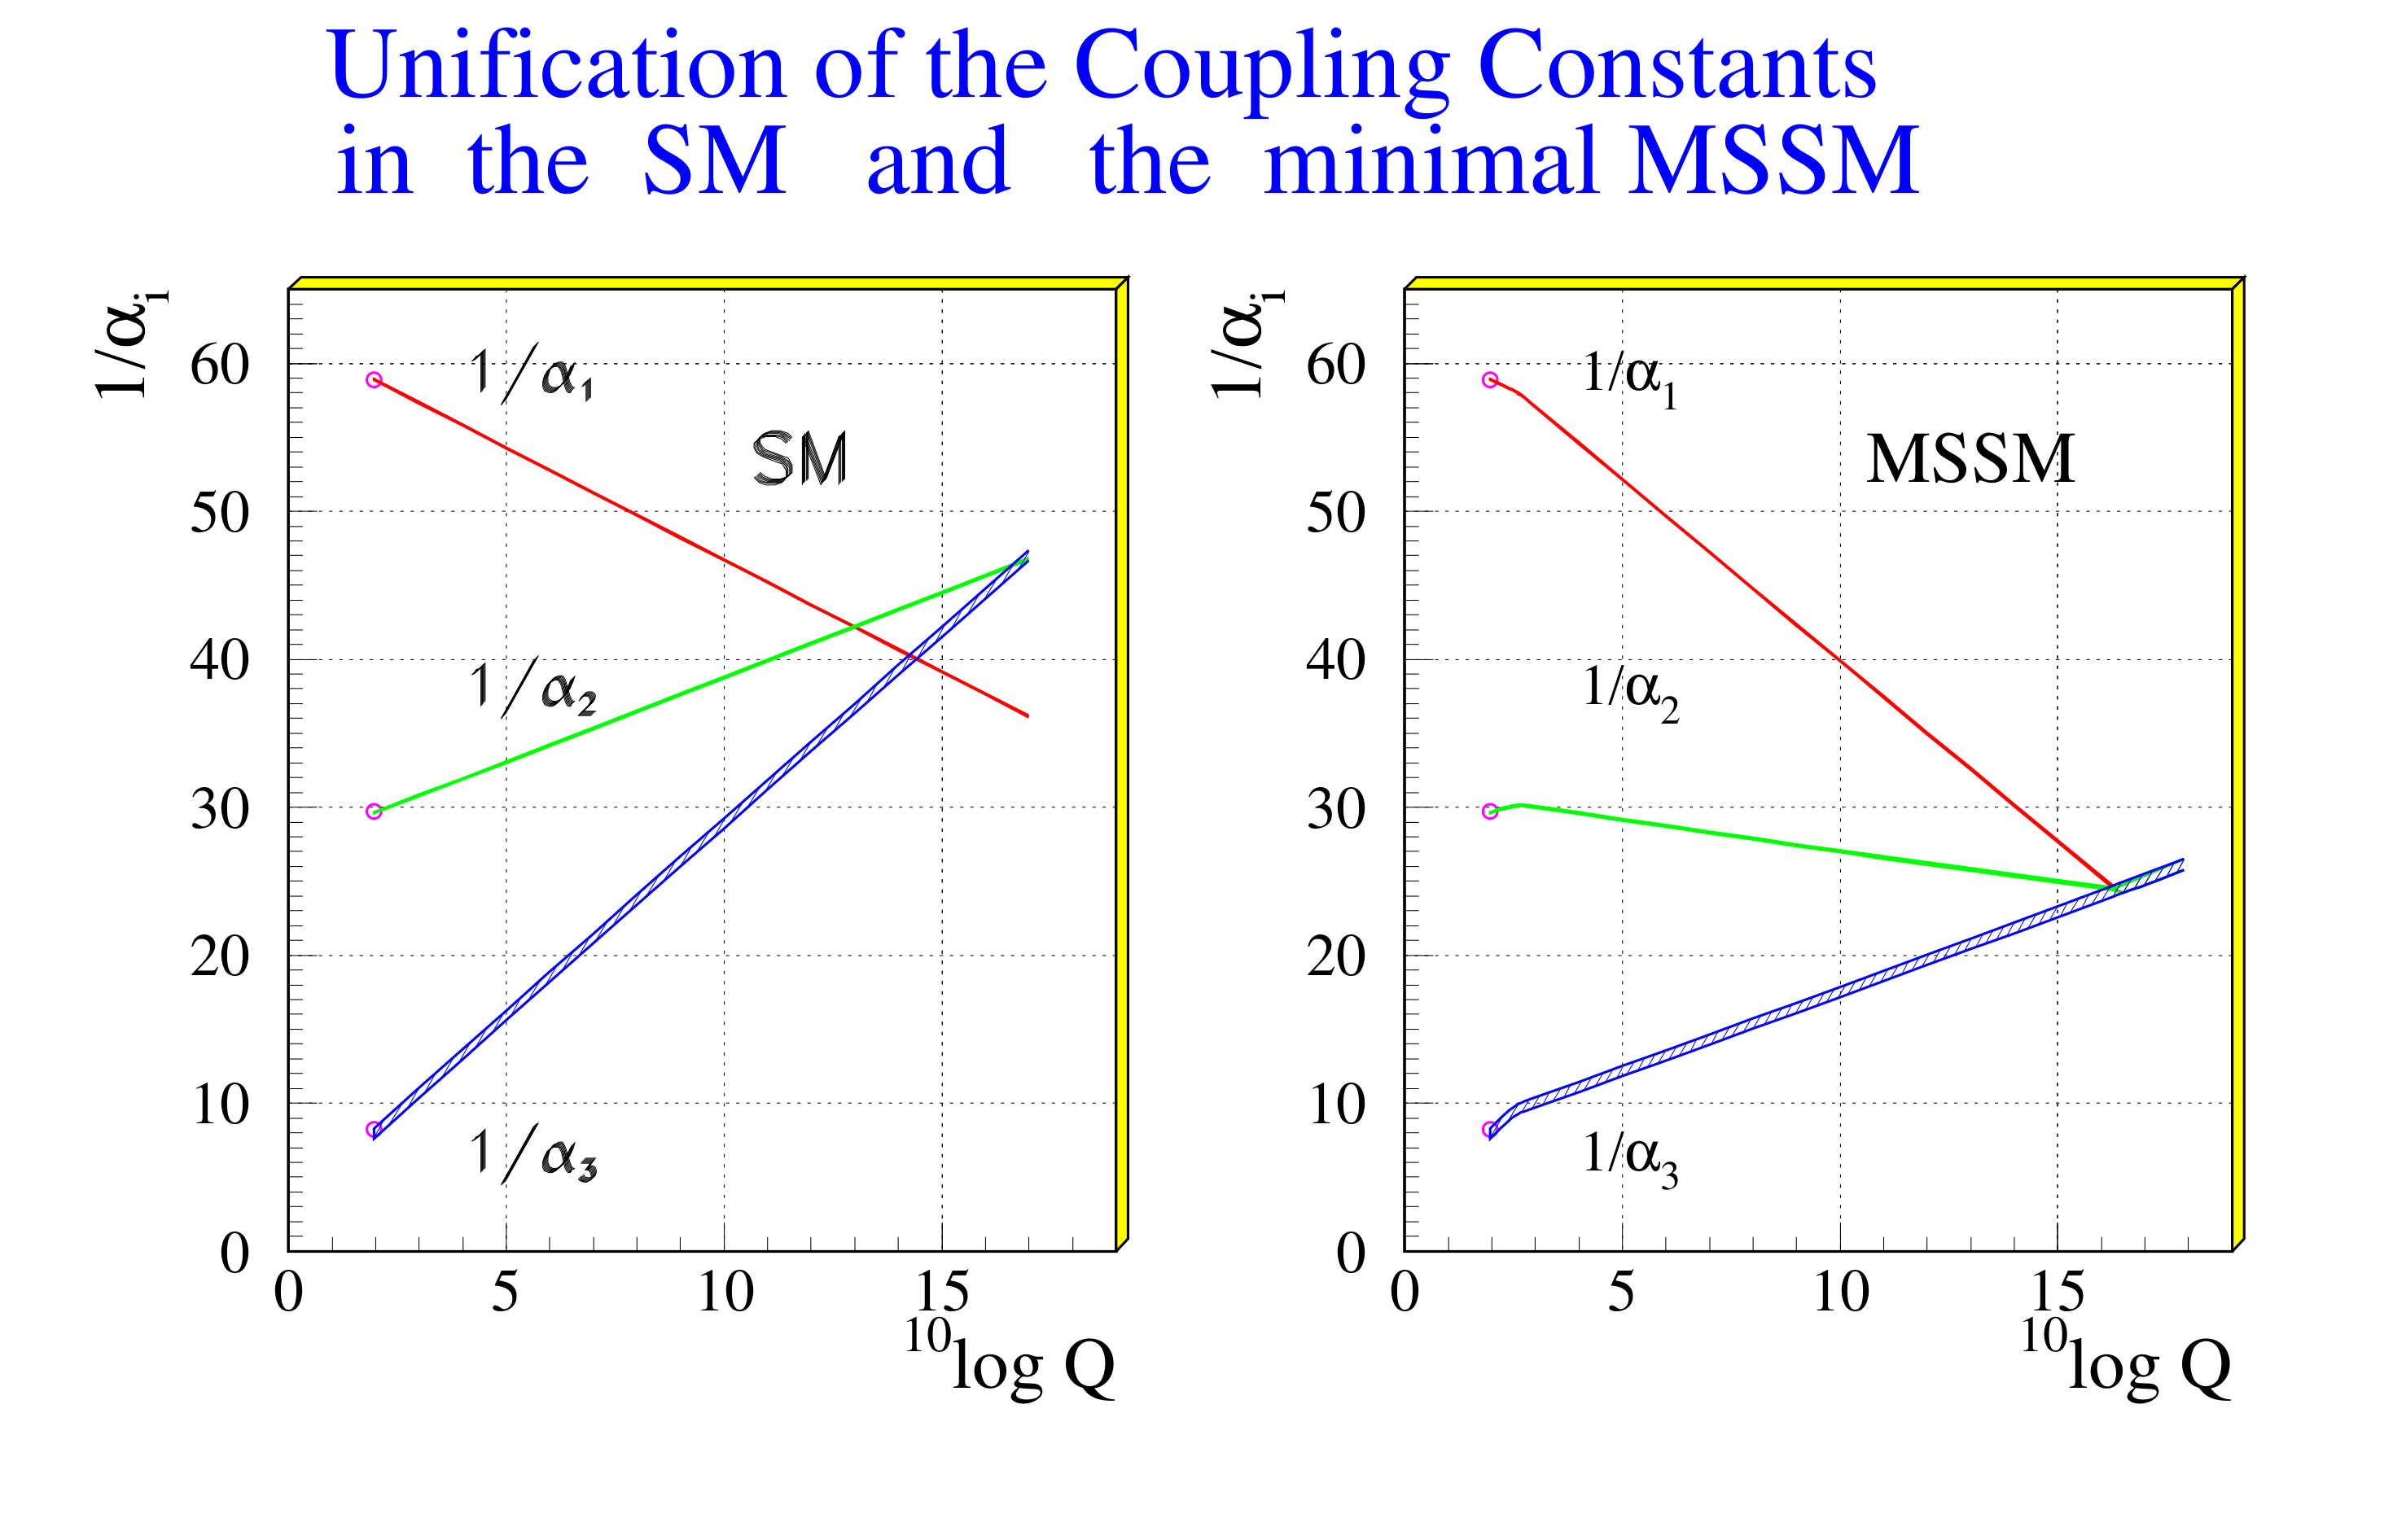 Unification of the Coupling Constants
in the SM and the minimal MSSM
1/αi
60
50
40
30
20
10
0
1/α1
SM
1/α2
1/α3
0 5 10 15
10log Q
1/αi
60
50
40
30
20
10
0
1/α1
MSSM
1/α2
1/α3
0 5 10 15
10log Q